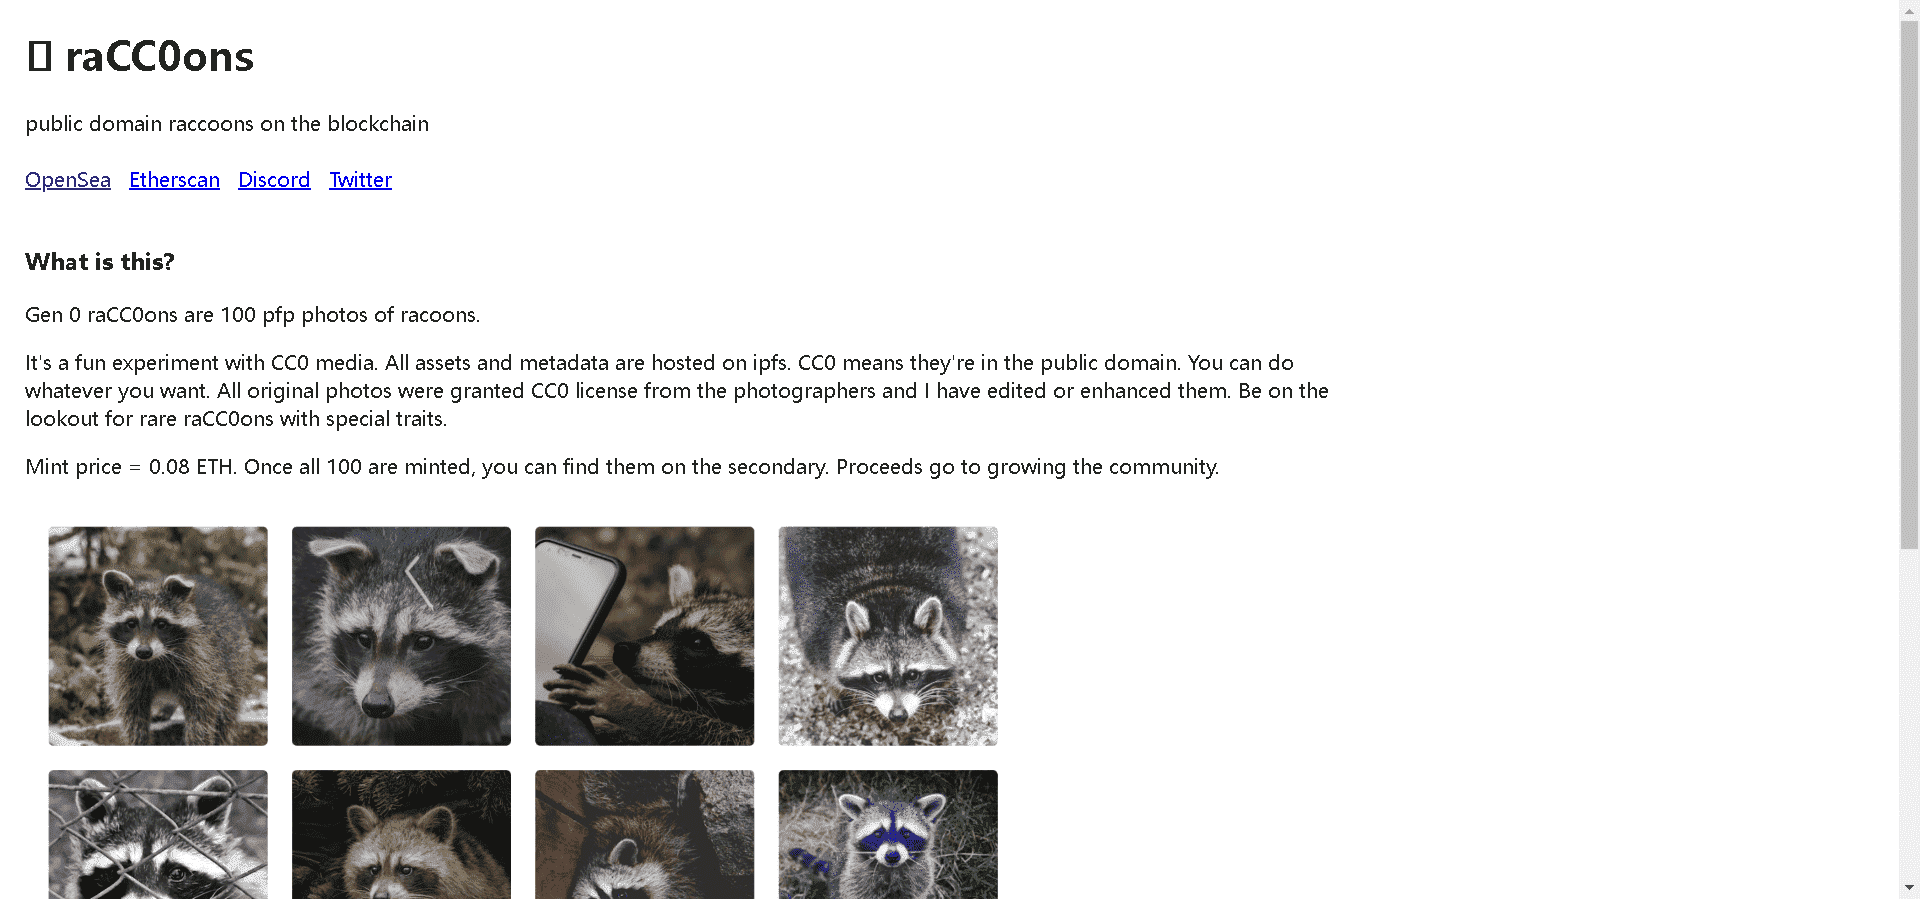 raCC0ons
public domain raccoons on the blockchain
OpenSea Etherscan Discord Twitter
What is this?
Gen 0 raCC0ons are 100 pfp photos of racoons.
It's a fun experiment with CC0 media. All assets and metadata are hosted on ipfs. CC0 means they're in the public domain. You can do
whatever you want. All original photos were granted CC0 license from the photographers and I have edited or enhanced them. Be on the
lookout for rare raCC0ons with special traits.
Mint price = 0.08 ETH. Once all 100 are minted, you can find them on the secondary. Proceeds go to growing the community.